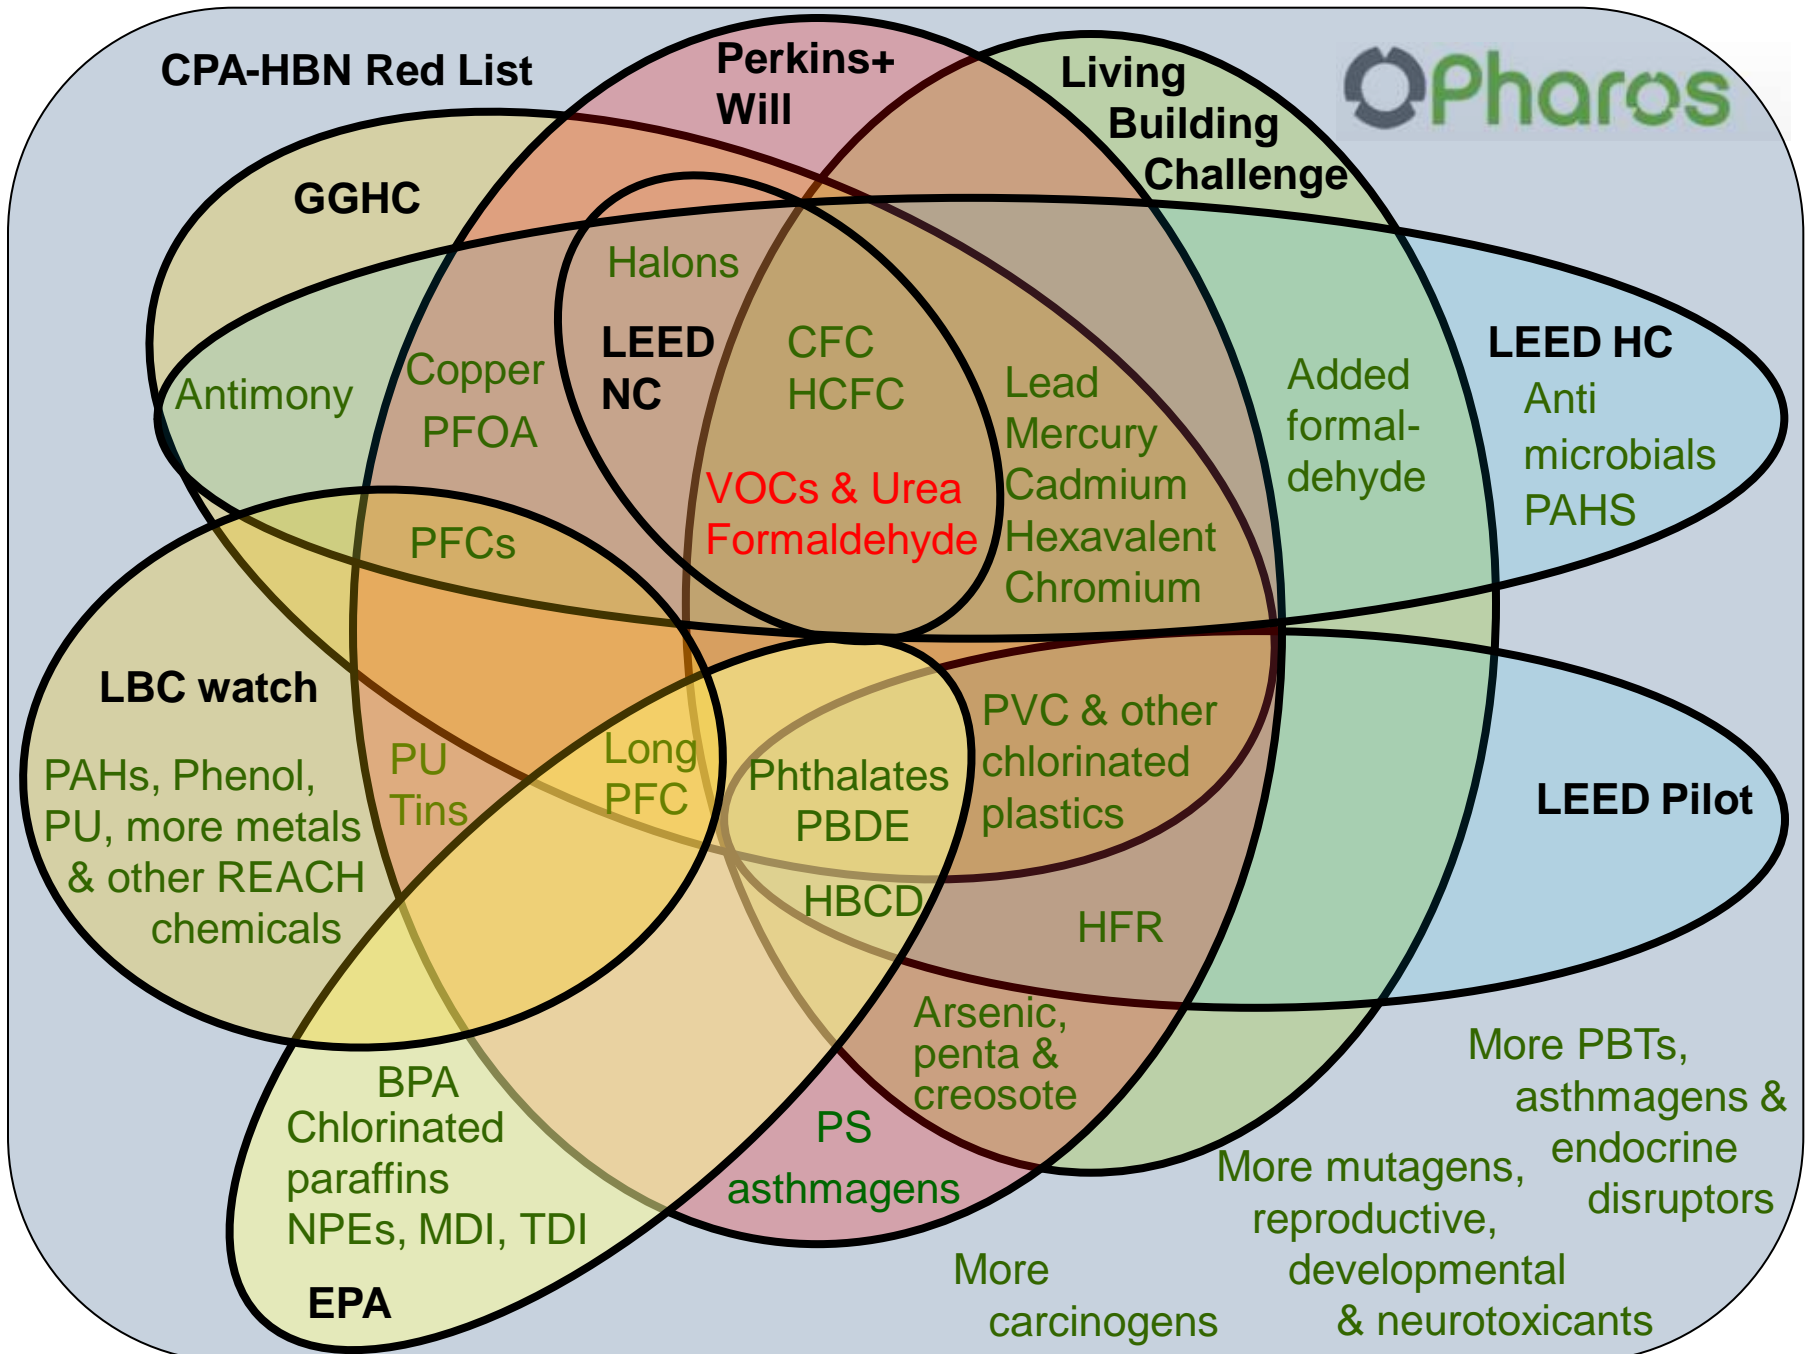 CPA-HBN Red List
Perkins+
Will
Living
Building
Challenge
Pharos
GGHC
Halons
LEED
NC
CFC
HCFC
LEED HC
Anti
microbials
PAHS
Antimony
Copper
PFOA
Lead
Mercury
Cadmium
Hexavalent
Chromium
Added
formal-
dehyde
VOCs & Urea
Formaldehyde
PFCs
LBC watch
PAHs, Phenol,
PU, more metals
& other REACH
chemicals
PU
Tins
Long
PFC
Phthalates
PBDE
HBCD
PVC & other
chlorinated
plastics
LEED Pilot
HFR
Arsenic,
penta &
creosote
BPA
Chlorinated
paraffins
NPEs, MDI, TDI
EPA
PS
asthmagens
More PBTs,
asthmagens &
endocrine
disruptors
More mutagens,
reproductive,
developmental
& neurotoxicants
More
carcinogens